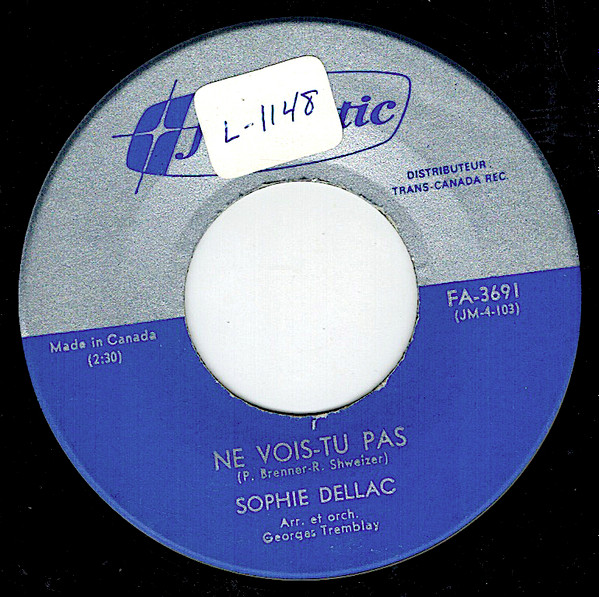 L-1148
DISTRIBUTEUR
TRANS-CANADA REC.
FA-3691
(JM-4-103)
Made in Canada
(2:30)
NE VOIS-TU PAS
(P. Brenner-R. Shweizer)
SOPHIE DELLAC
Arr. et orch.
Georges Tremblay